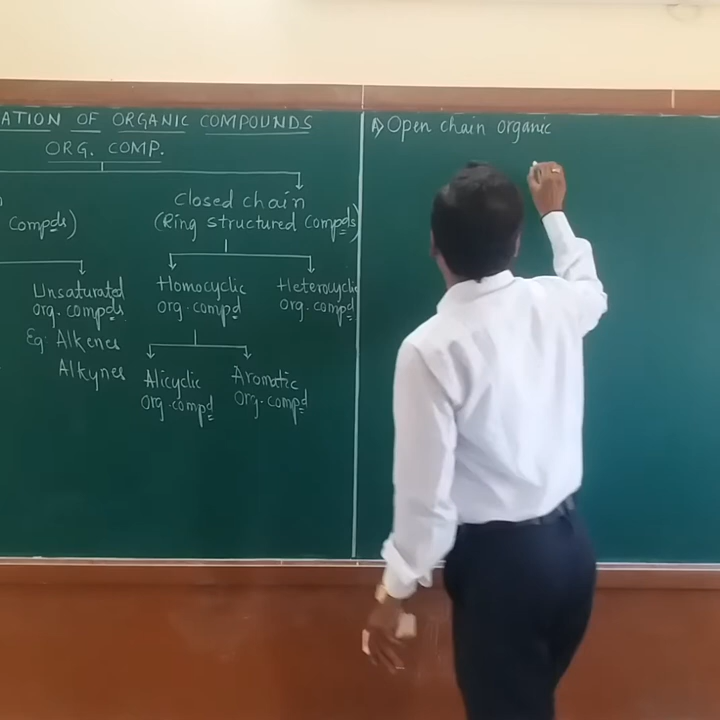 ATION OF ORGANIC COMPOUNDS
ORG. COMP.
Closed chain
Compds)
(Ring structured Compds)
Unsaturated
org. compds
Eg: Alkenes
Alkynes
Homocyclic
org. compd
Heterocyclic
org. compd
Alicyclic
Org. compd
Aromatic
Org. compd
A) Open chain organic